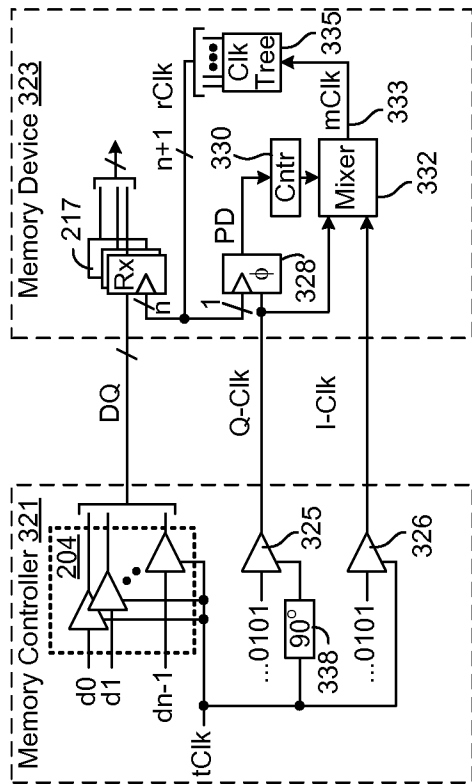 Memory Controller 321
Memory Device 323
204
d0
d1
dn-1
tClk
DQ
217
Rx
n
n+1
rClk
335
Clk
Tree
1
PD
330
Cntr
ϕ
328
mClk
333
Mixer
332
Q-Clk
I-Clk
...0101
325
90°
338
...0101
326